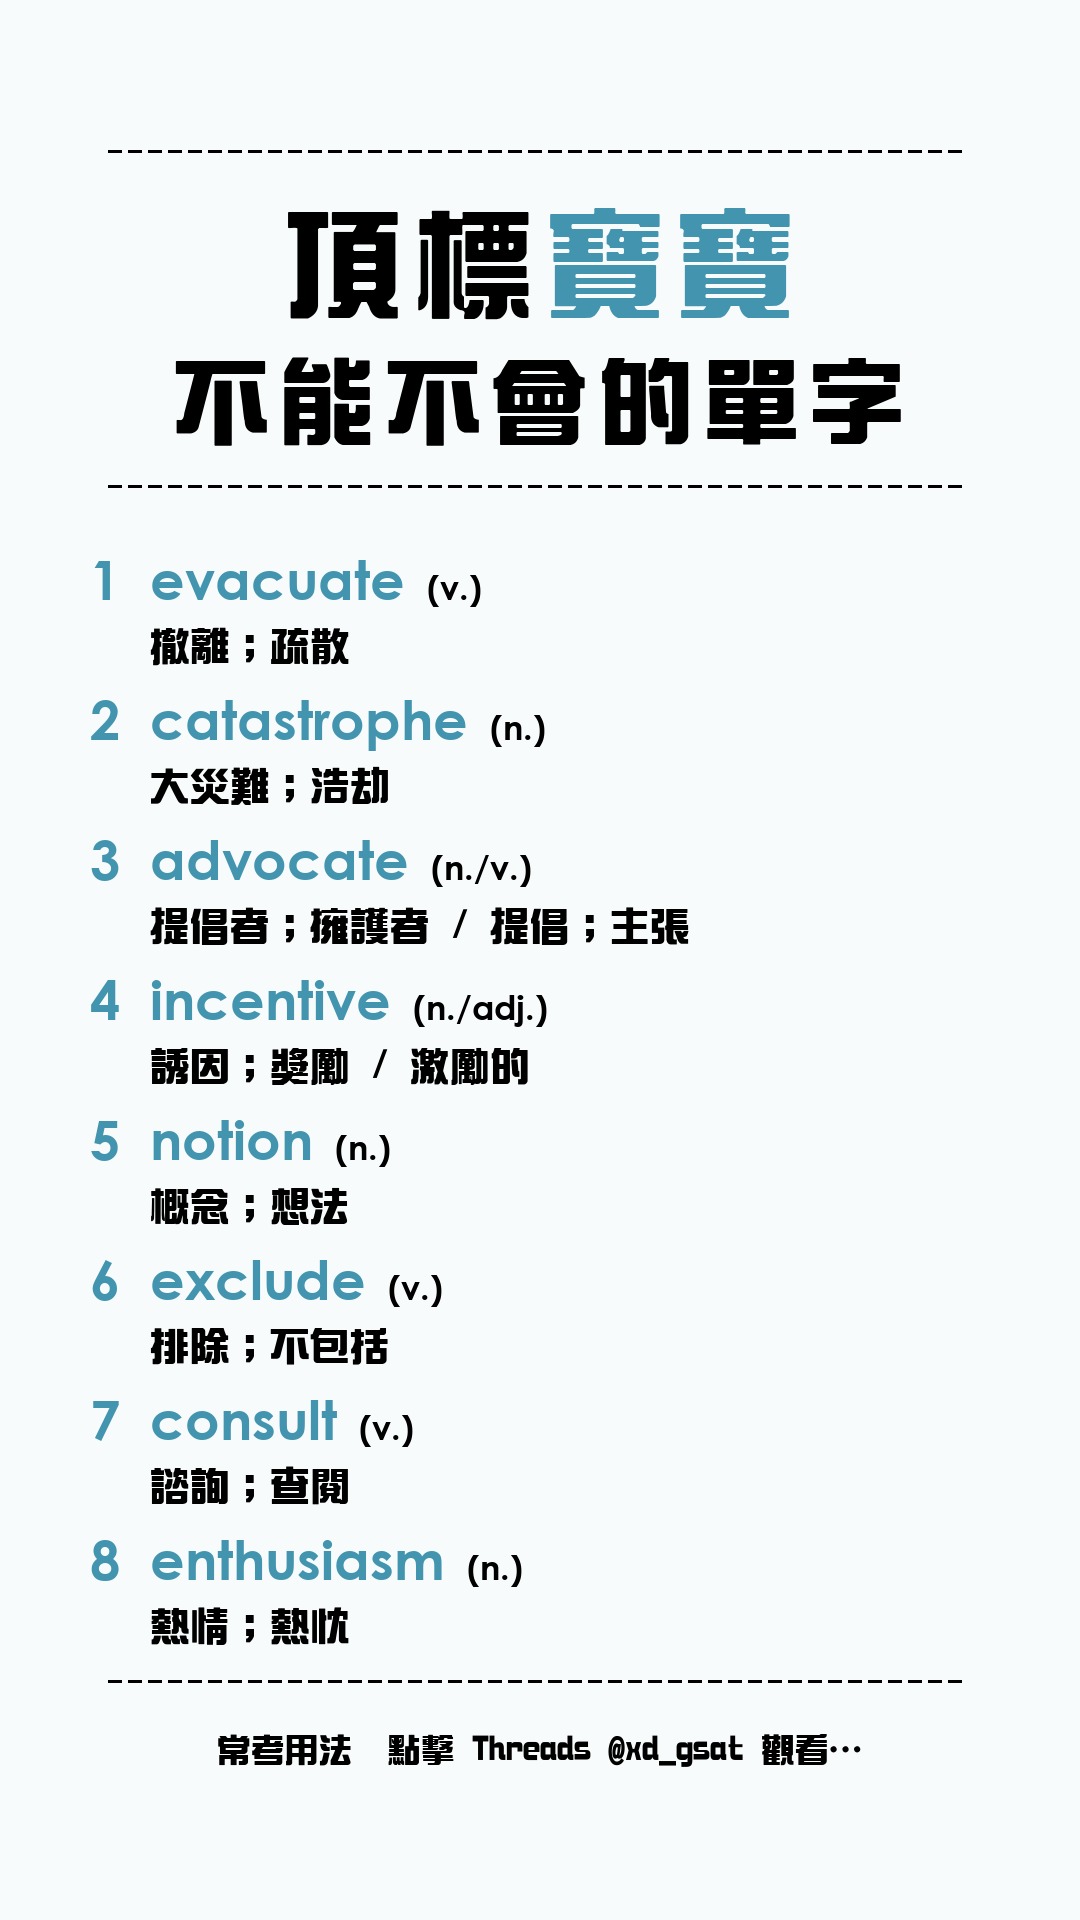 頂標寶寶
不能不會的單字
1 evacuate (v.)
撤離；疏散
2 catastrophe (n.)
大災難；浩劫
3 advocate (n./v.)
提倡者；擁護者 / 提倡；主張
4 incentive (n./adj.)
誘因；獎勵 / 激勵的
5 notion (n.)
概念；想法
6 exclude (v.)
排除；不包括
7 consult (v.)
諮詢；查閱
8 enthusiasm (n.)
熱情；熱忱
常考用法 點擊 Threads @xd_gsat 觀看…